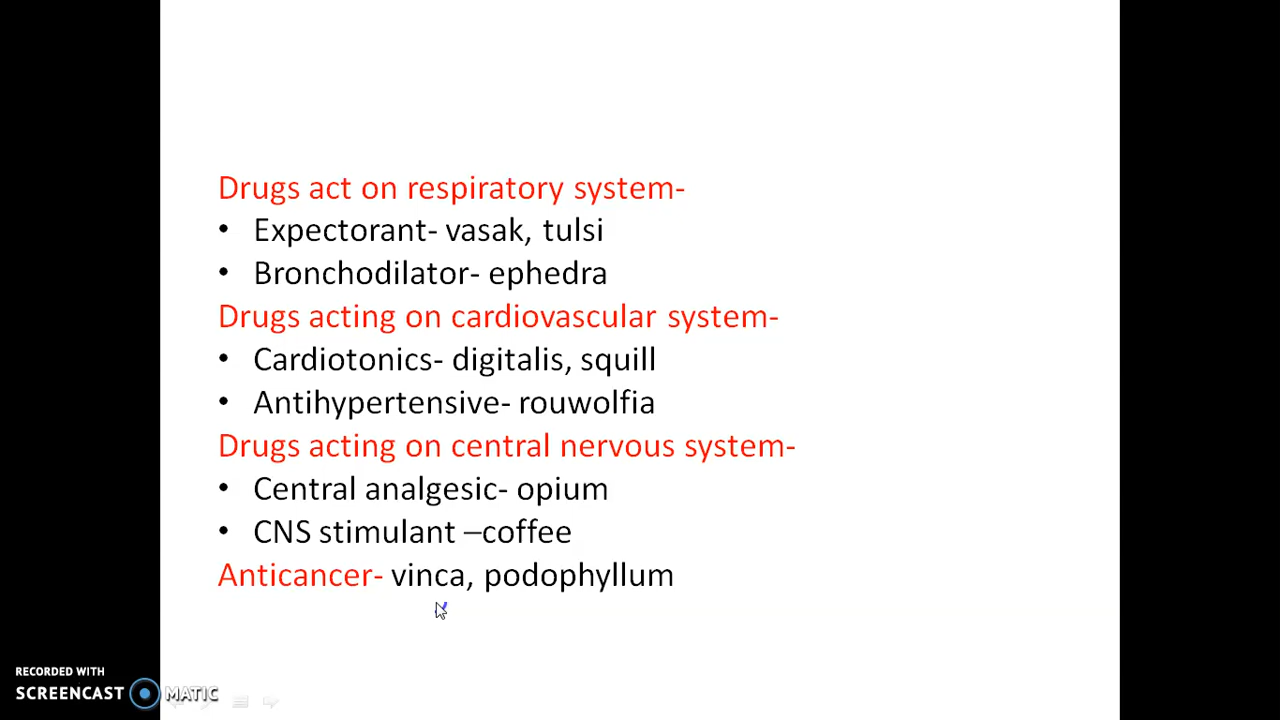 Drugs act on respiratory system-
• Expectorant- vasak, tulsi
• Bronchodilator- ephedra
Drugs acting on cardiovascular system-
• Cardiotonics- digitalis, squill
• Antihypertensive- rouwolfia
Drugs acting on central nervous system-
• Central analgesic- opium
• CNS stimulant –coffee
Anticancer- vinca, podophyllum
RECORDED WITH
SCREENCAST MATIC